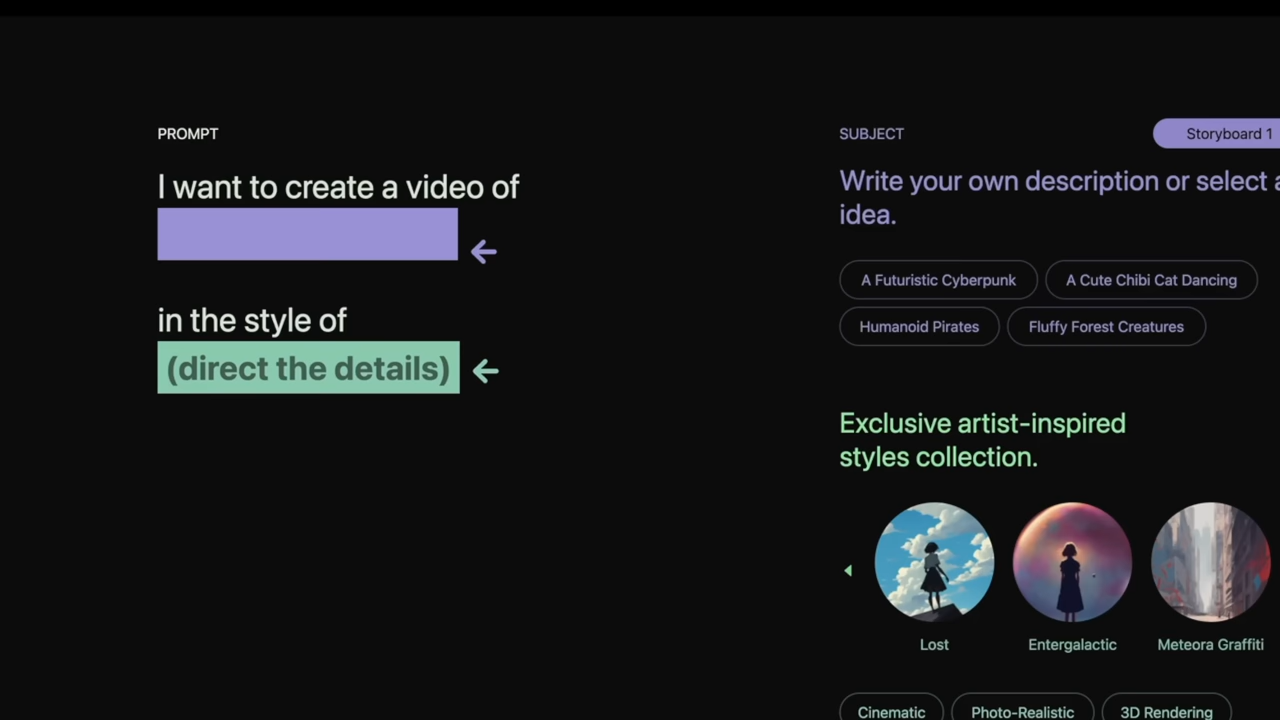 PROMPT
I want to create a video of
in the style of
(direct the details)
SUBJECT
Storyboard 1
Write your own description or select a
idea.
A Futuristic Cyberpunk
A Cute Chibi Cat Dancing
Humanoid Pirates
Fluffy Forest Creatures
Exclusive artist-inspired
styles collection.
Lost
Entergalactic
Meteora Graffiti
Cinematic
Photo-Realistic
3D Rendering